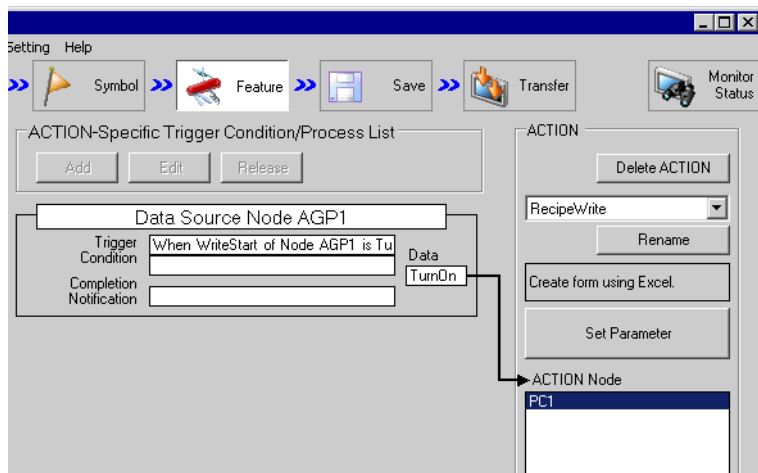 Setting Help
Symbol
Feature
Save
Transfer
Monitor
Status
ACTION-Specific Trigger Condition/Process List
Add
Edit
Release
Data Source Node AGP1
Trigger
Condition
When WriteStart of Node AGP1 is Tu
Data
TurnOn
Completion
Notification
ACTION
Delete ACTION
RecipeWrite
Rename
Create form using Excel.
Set Parameter
ACTION Node
PC1